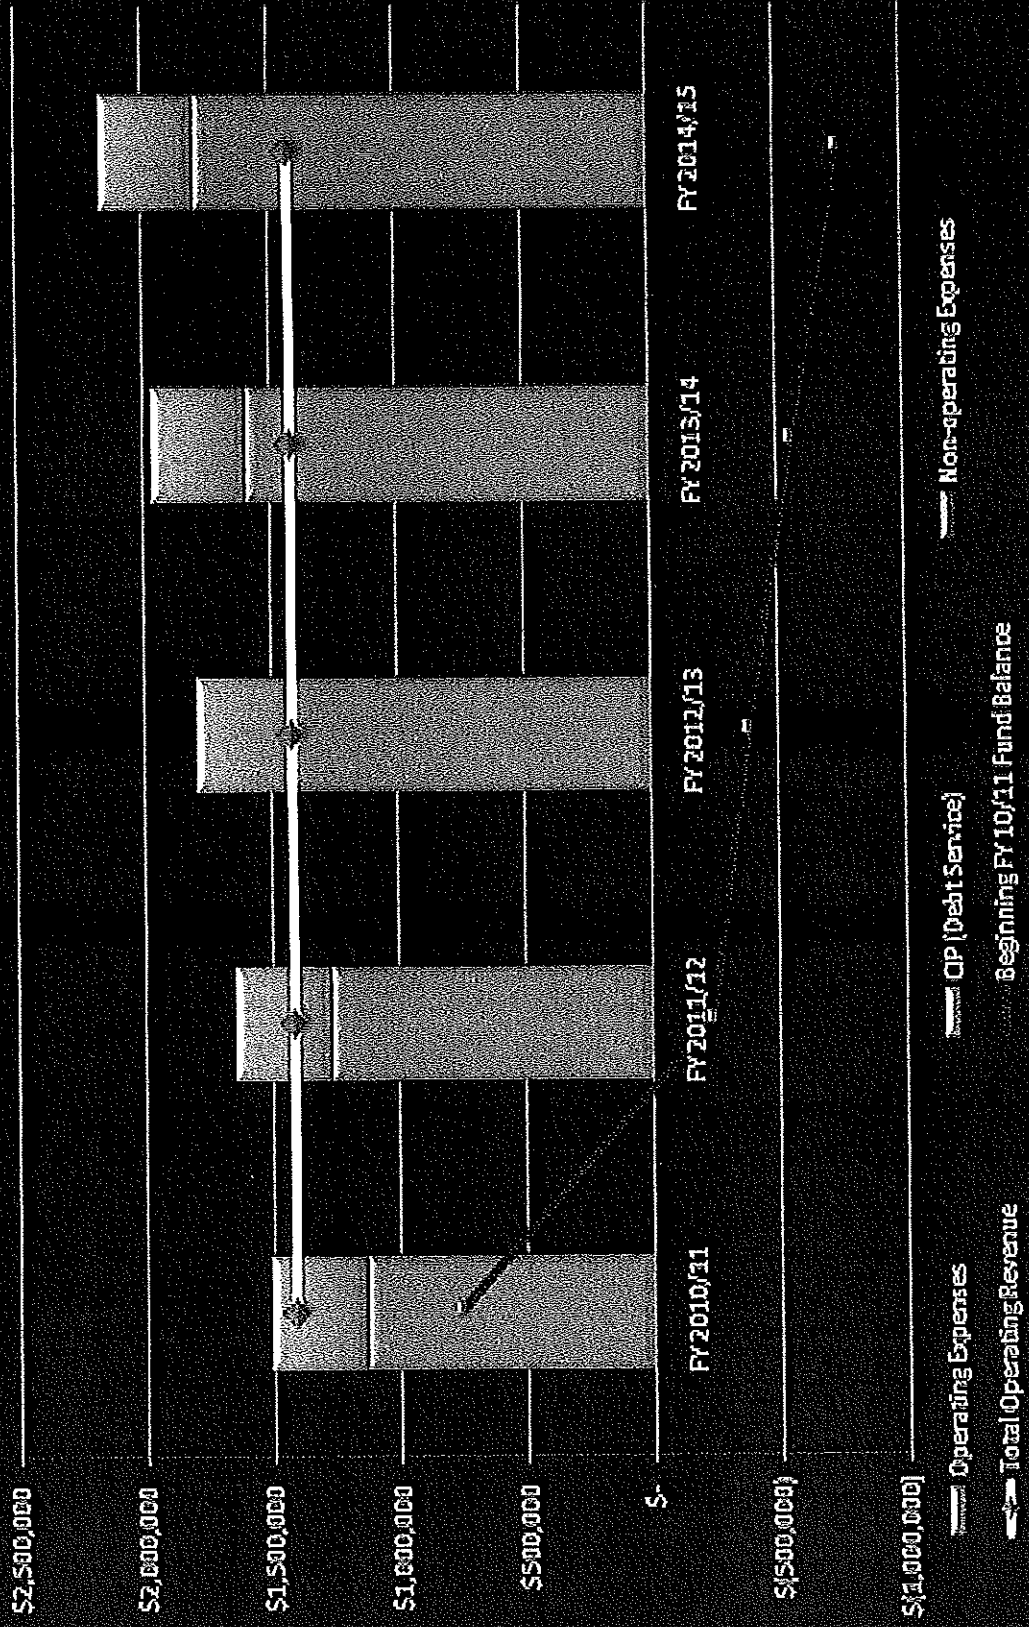 $2,500,000
$2,000,000
$1,500,000
$1,000,000
$500,000
$-
$(500,000)
$(1,000,000)
FY 2010/11
FY 2011/12
FY 2012/13
FY 2013/14
FY 2014/15
Operating Expenses
CIP (Debt Service)
Non-operating Expenses
Total Operating Revenue
Beginning FY 10/11 Fund Balance